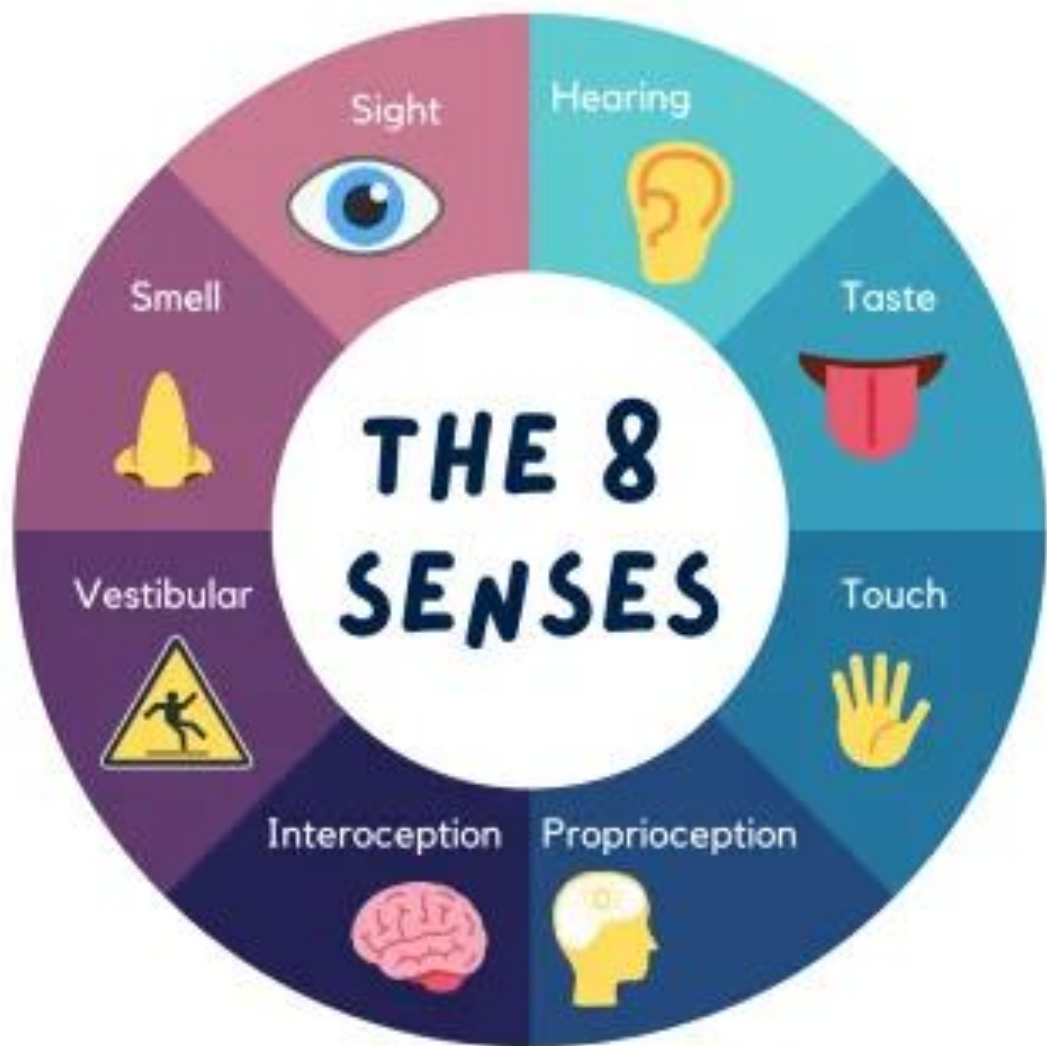 THE 8
SENSES
Sight
Hearing
Taste
Touch
Proprioception
Interoception
Vestibular
Smell